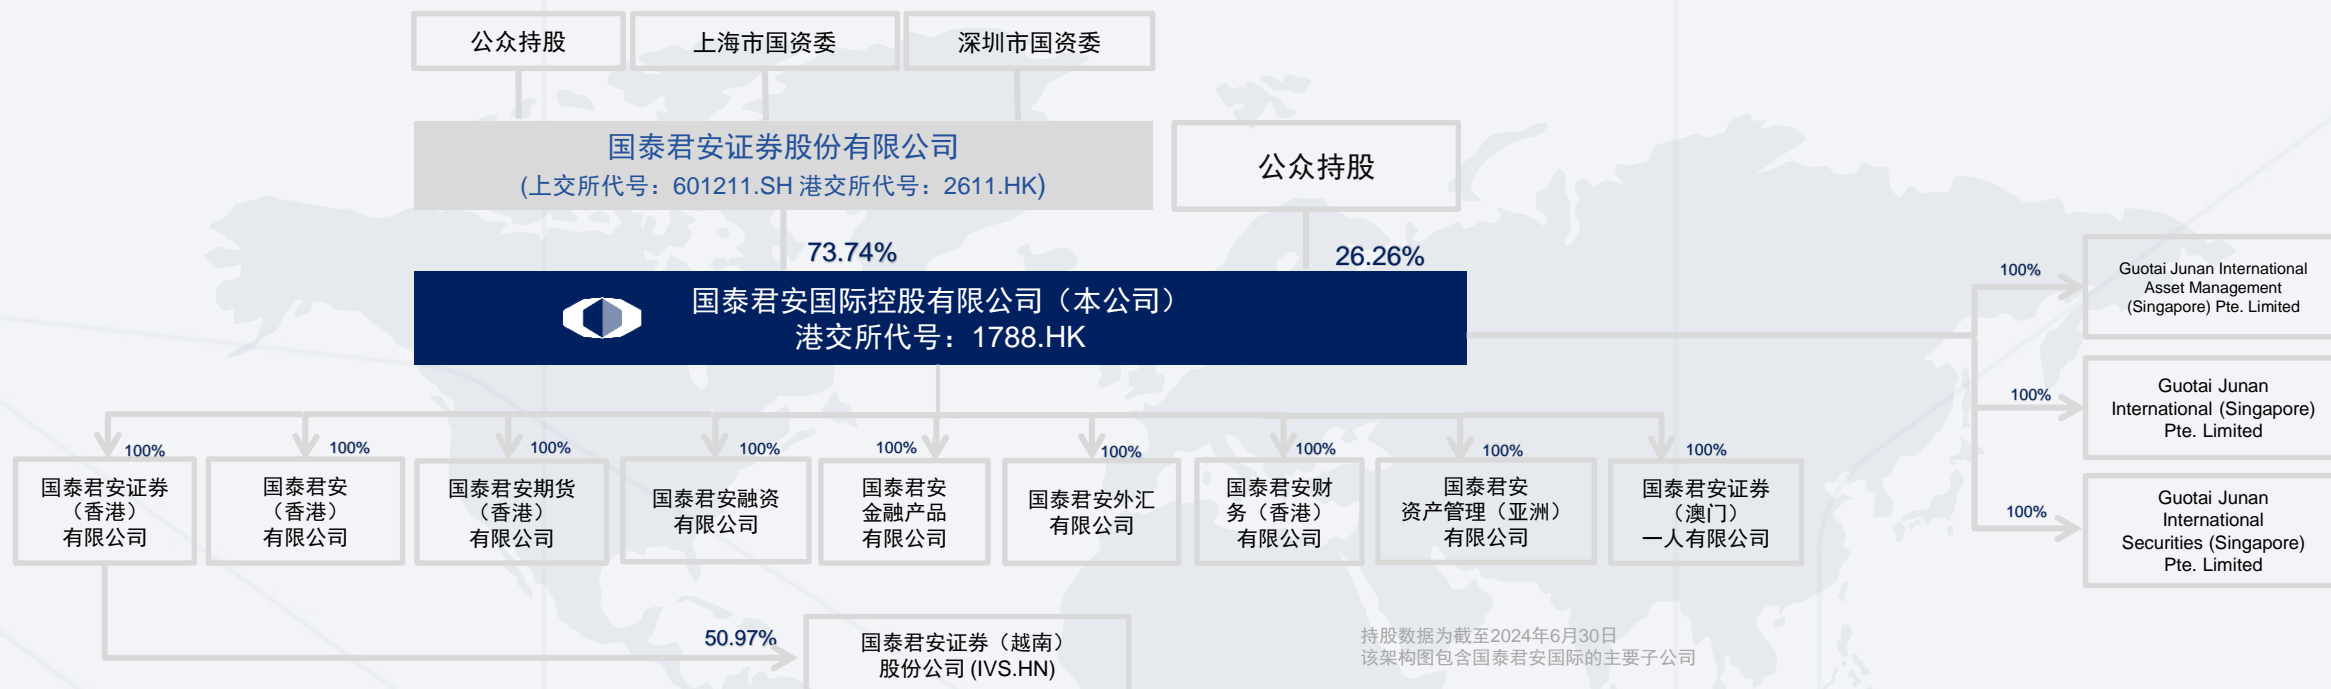 公众持股
上海市国资委
深圳市国资委
国泰君安证券股份有限公司
(上交所代号：601211.SH 港交所代号：2611.HK)
公众持股
73.74%
26.26%
国泰君安国际控股有限公司（本公司）
港交所代号：1788.HK
100%
Guotai Junan International
Asset Management
(Singapore) Pte. Limited
100%
Guotai Junan
International (Singapore)
Pte. Limited
100%
Guotai Junan
International
Securities (Singapore)
Pte. Limited
100%
国泰君安证券
（香港）
有限公司
100%
国泰君安
（香港）
有限公司
100%
国泰君安期货
（香港）
有限公司
100%
国泰君安融资
有限公司
100%
国泰君安
金融产品
有限公司
100%
国泰君安外汇
有限公司
100%
国泰君安财
务（香港）
有限公司
100%
国泰君安
资产管理（亚洲）
有限公司
100%
国泰君安证券
（澳门）
一人有限公司
50.97%
国泰君安证券（越南）
股份公司 (IVS.HN)
持股数据为截至2024年6月30日
该架构图包含国泰君安国际的主要子公司